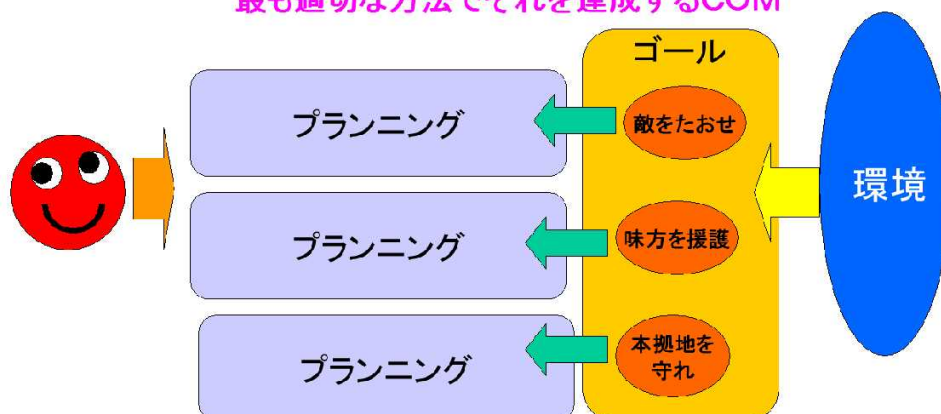 最も適切な方法でそれを達成するCOM
ゴール
プランニング
敵をたおせ
環境
プランニング
味方を援護
プランニング
本拠地を
守れ